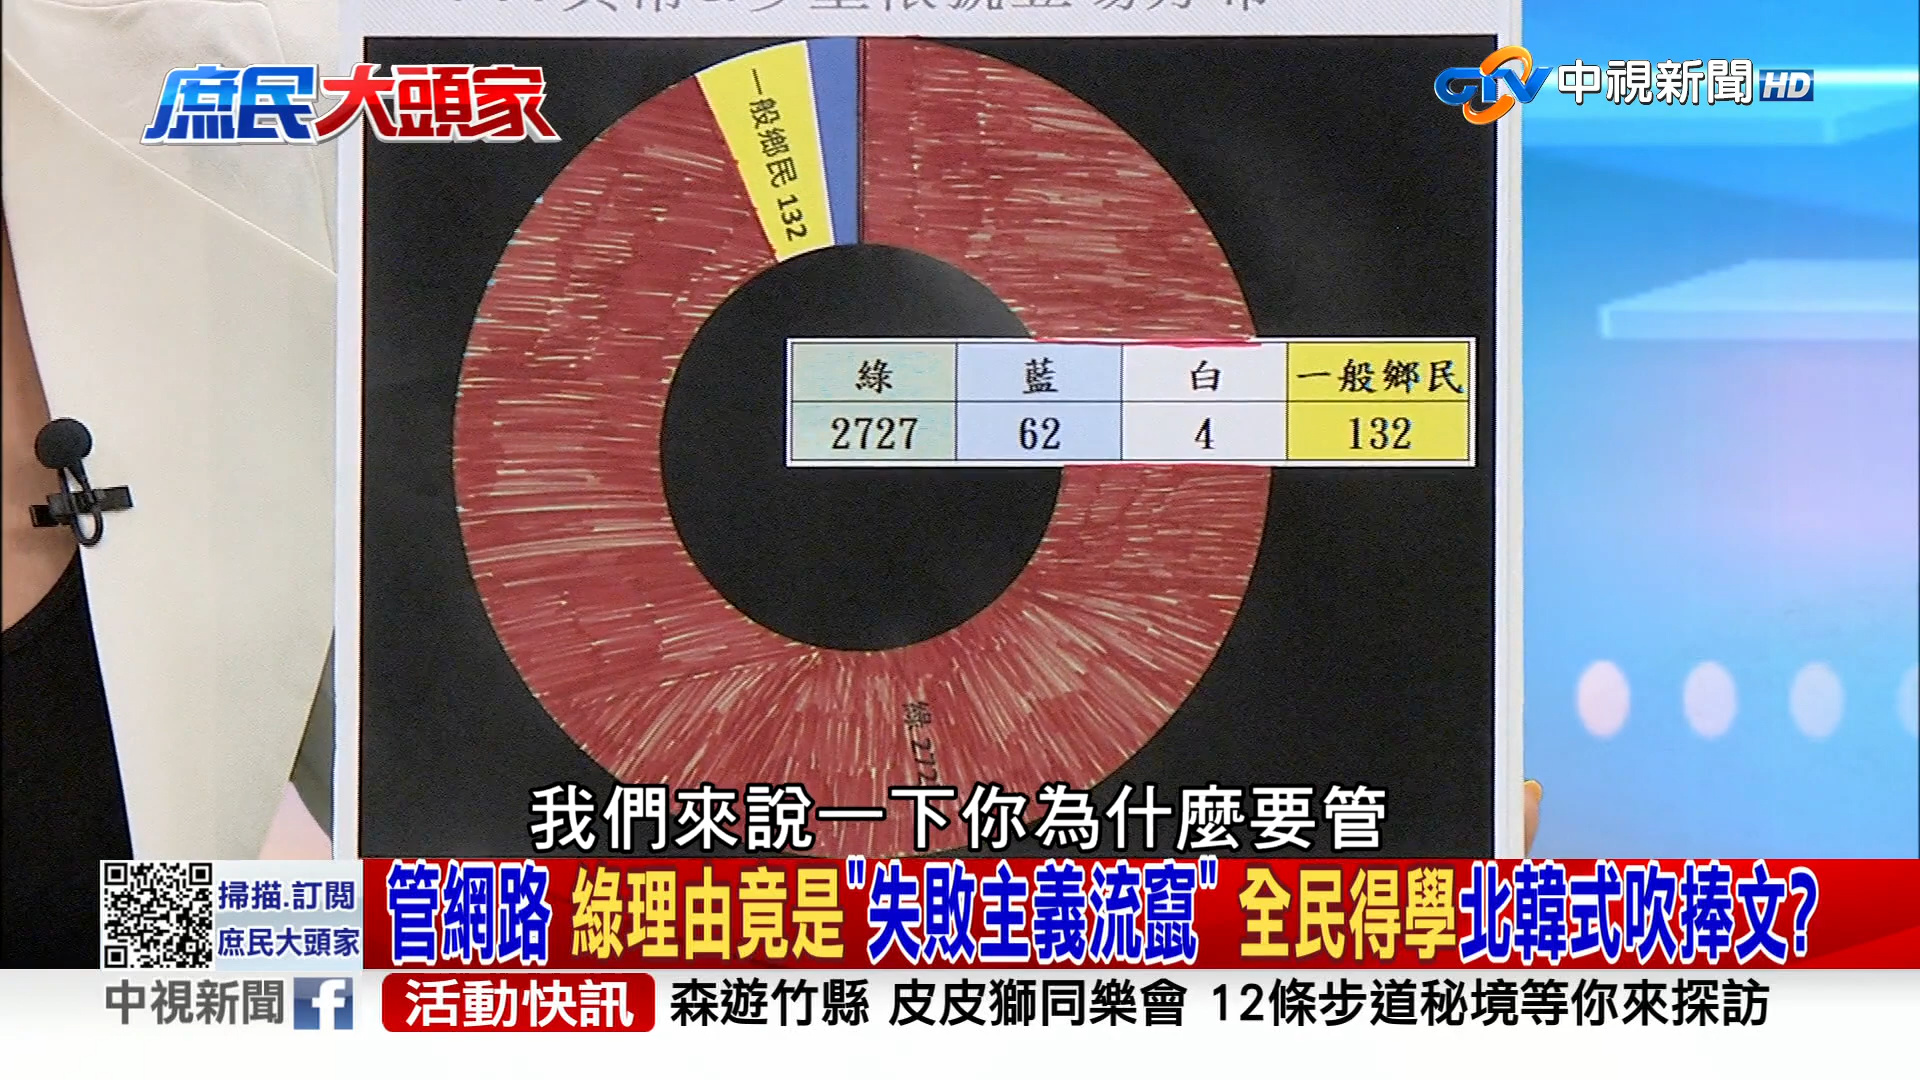 庶民大頭家
CTV中視新聞HD
一般鄉民 132
綠 藍 白 一般鄉民
2727 62 4 132
綠 272
我們來說一下你為什麼要管
掃描.訂閱
庶民大頭家
管網路 綠理由竟是"失敗主義流竄" 全民得學北韓式吹捧文?
中視新聞
活動快訊 森遊竹縣 皮皮獅同樂會 12條步道秘境等你來探訪